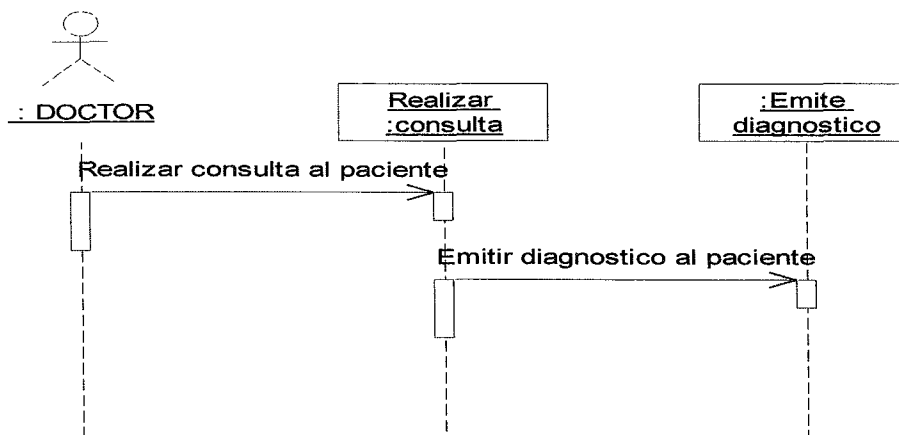 : DOCTOR
Realizar
:consulta
:Emite
diagnostico
Realizar consulta al paciente
Emitir diagnostico al paciente